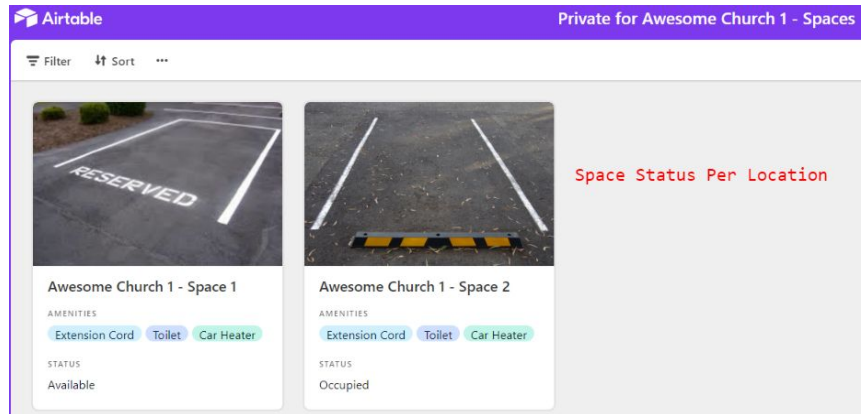 Airtable
Private for Awesome Church 1 - Spaces
Filter Sort ...
RESERVED
Space Status Per Location
Awesome Church 1 - Space 1
AMENITIES
Extension Cord Toilet Car Heater
STATUS
Available
Awesome Church 1 - Space 2
AMENITIES
Extension Cord Toilet Car Heater
STATUS
Occupied